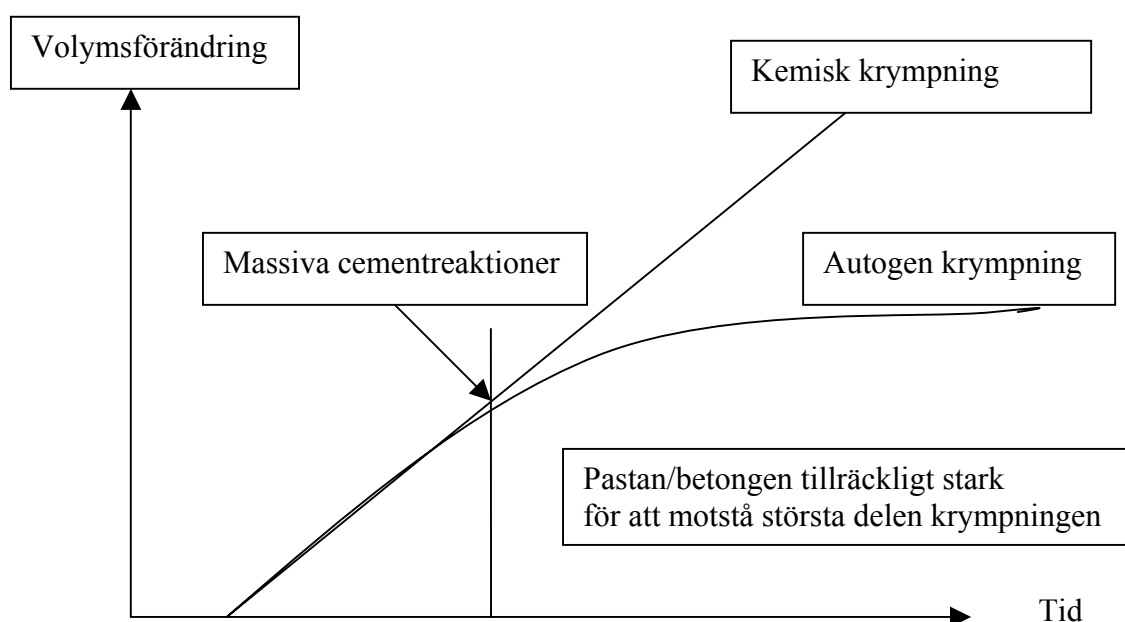 Volymsförändring
Kemisk krympning
Massiva cementreaktioner
Autogen krympning
Pastan/betongen tillräckligt stark
för att motstå största delen krympningen
Tid